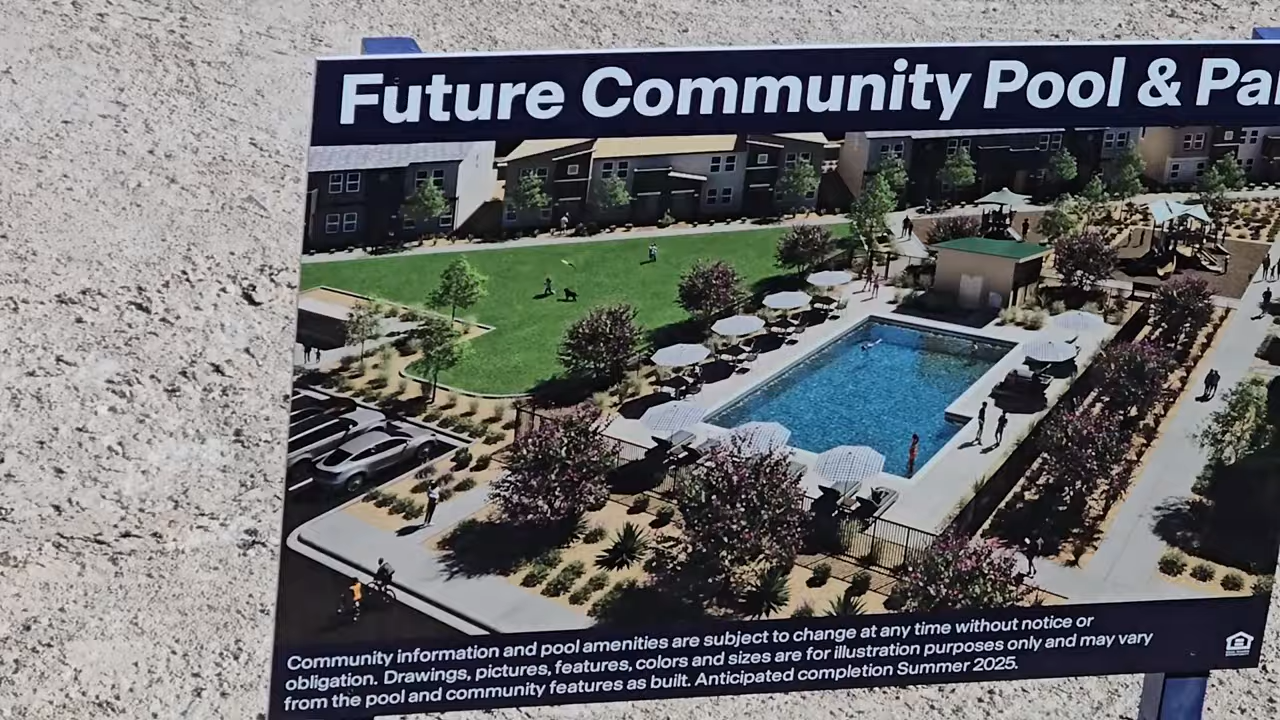 Future Community Pool & Pa
Community information and pool amenities are subject to change at any time without notice or
obligation. Drawings, pictures, features, colors and sizes are for illustration purposes only and may vary
from the pool and community features as built. Anticipated completion Summer 2025.